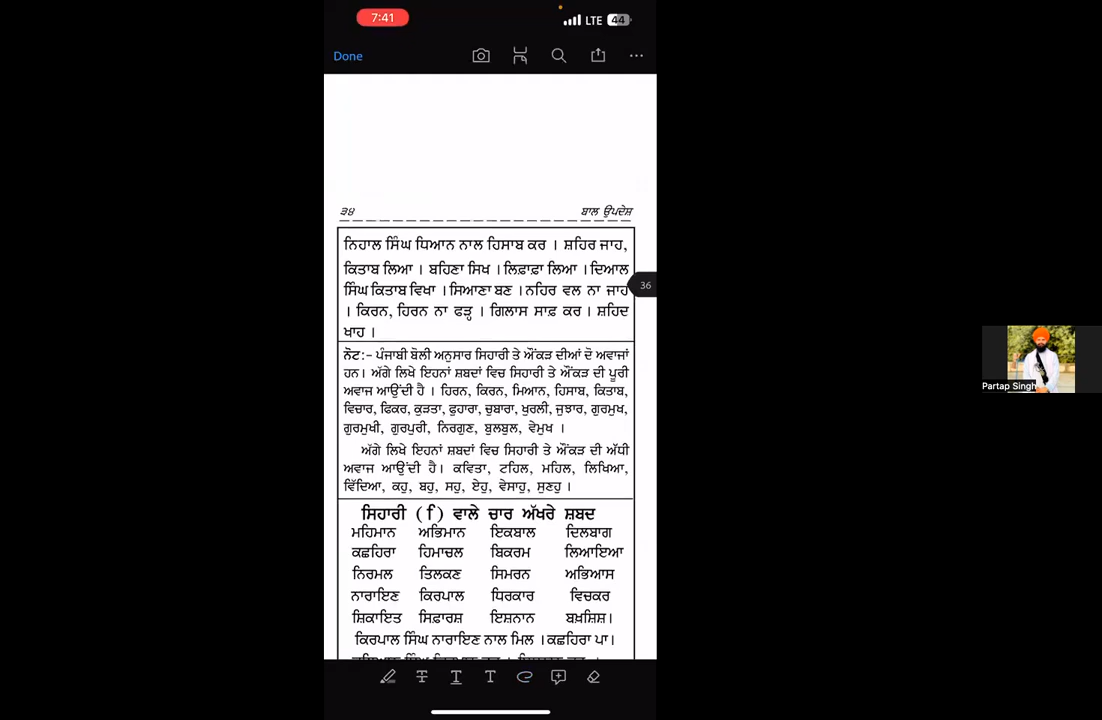 7:41
LTE 44
Done
੩੪ ਬਾਲ ਉਪਦੇਸ਼
ਨਿਹਾਲ ਸਿੰਘ ਧਿਆਨ ਨਾਲ ਹਿਸਾਬ ਕਰ । ਸ਼ਹਿਰ ਜਾਹ,
ਕਿਤਾਬ ਲਿਆ । ਬਹਿਣਾ ਸਿਖ । ਲਿਫ਼ਾਫ਼ਾ ਲਿਆ । ਦਿਆਲ
ਸਿੰਘ ਕਿਤਾਬ ਵਿਖਾ । ਸਿਆਣਾ ਬਣ । ਨਹਿਰ ਵਲ ਨਾ ਜਾਹ
36
। ਕਿਰਨ, ਹਿਰਨ ਨਾ ਫੜ੍ਹ । ਗਿਲਾਸ ਸਾਫ਼ ਕਰ । ਸ਼ਹਿਦ
ਖਾਹ ।
ਨੋਟ:- ਪੰਜਾਬੀ ਬੋਲੀ ਅਨੁਸਾਰ ਸਿਹਾਰੀ ਤੇ ਔਂਕੜ ਦੀਆਂ ਦੋ ਅਵਾਜਾਂ
ਹਨ। ਅੱਗੇ ਲਿਖੇ ਇਹਨਾਂ ਸ਼ਬਦਾਂ ਵਿਚ ਸਿਹਾਰੀ ਤੇ ਔਂਕੜ ਦੀ ਪੂਰੀ
ਅਵਾਜ ਆਉਂਦੀ ਹੈ । ਹਿਰਨ, ਕਿਰਨ, ਮਿਆਨ, ਹਿਸਾਬ, ਕਿਤਾਬ,
ਵਿਚਾਰ, ਫਿਕਰ, ਕੁੜਤਾ, ਫੁਹਾਰਾ, ਚੁਬਾਰਾ, ਖੁਰਲੀ, ਜੁਝਾਰ, ਗੁਰਮੁਖ,
ਗੁਰਮੁਖੀ, ਗੁਰਪੁਰੀ, ਨਿਰਗੁਣ, ਬੁਲਬੁਲ, ਵੇਮੁਖ ।
ਅੱਗੇ ਲਿਖੇ ਇਹਨਾਂ ਸ਼ਬਦਾਂ ਵਿਚ ਸਿਹਾਰੀ ਤੇ ਔਂਕੜ ਦੀ ਅੱਧੀ
ਅਵਾਜ ਆਉਂਦੀ ਹੈ। ਕਵਿਤਾ, ਟਹਿਲ, ਮਹਿਲ, ਲਿਖਿਆ,
ਵਿੱਦਿਆ, ਕਹੁ, ਬਹੁ, ਸਹੁ, ਏਹੁ, ਵੇਸਾਹੁ, ਸੁਣਹੁ ।
ਸਿਹਾਰੀ (ਿ) ਵਾਲੇ ਚਾਰ ਅੱਖਰੇ ਸ਼ਬਦ
ਮਹਿਮਾਨ ਅਭਿਮਾਨ ਇਕਬਾਲ ਦਿਲਬਾਗ
ਕਛਹਿਰਾ ਹਿਮਾਚਲ ਬਿਕਰਮ ਲਿਆਇਆ
ਨਿਰਮਲ ਤਿਲਕਣ ਸਿਮਰਨ ਅਭਿਆਸ
ਨਾਰਾਇਣ ਕਿਰਪਾਲ ਧਿਰਕਾਰ ਵਿਚਕਰ
ਸ਼ਿਕਾਇਤ ਸਿਫ਼ਾਰਸ਼ ਇਸ਼ਨਾਨ ਬਖ਼ਸ਼ਿਸ਼।
ਕਿਰਪਾਲ ਸਿੰਘ ਨਾਰਾਇਣ ਨਾਲ ਮਿਲ । ਕਛਹਿਰਾ ਪਾ।
Partap Singh